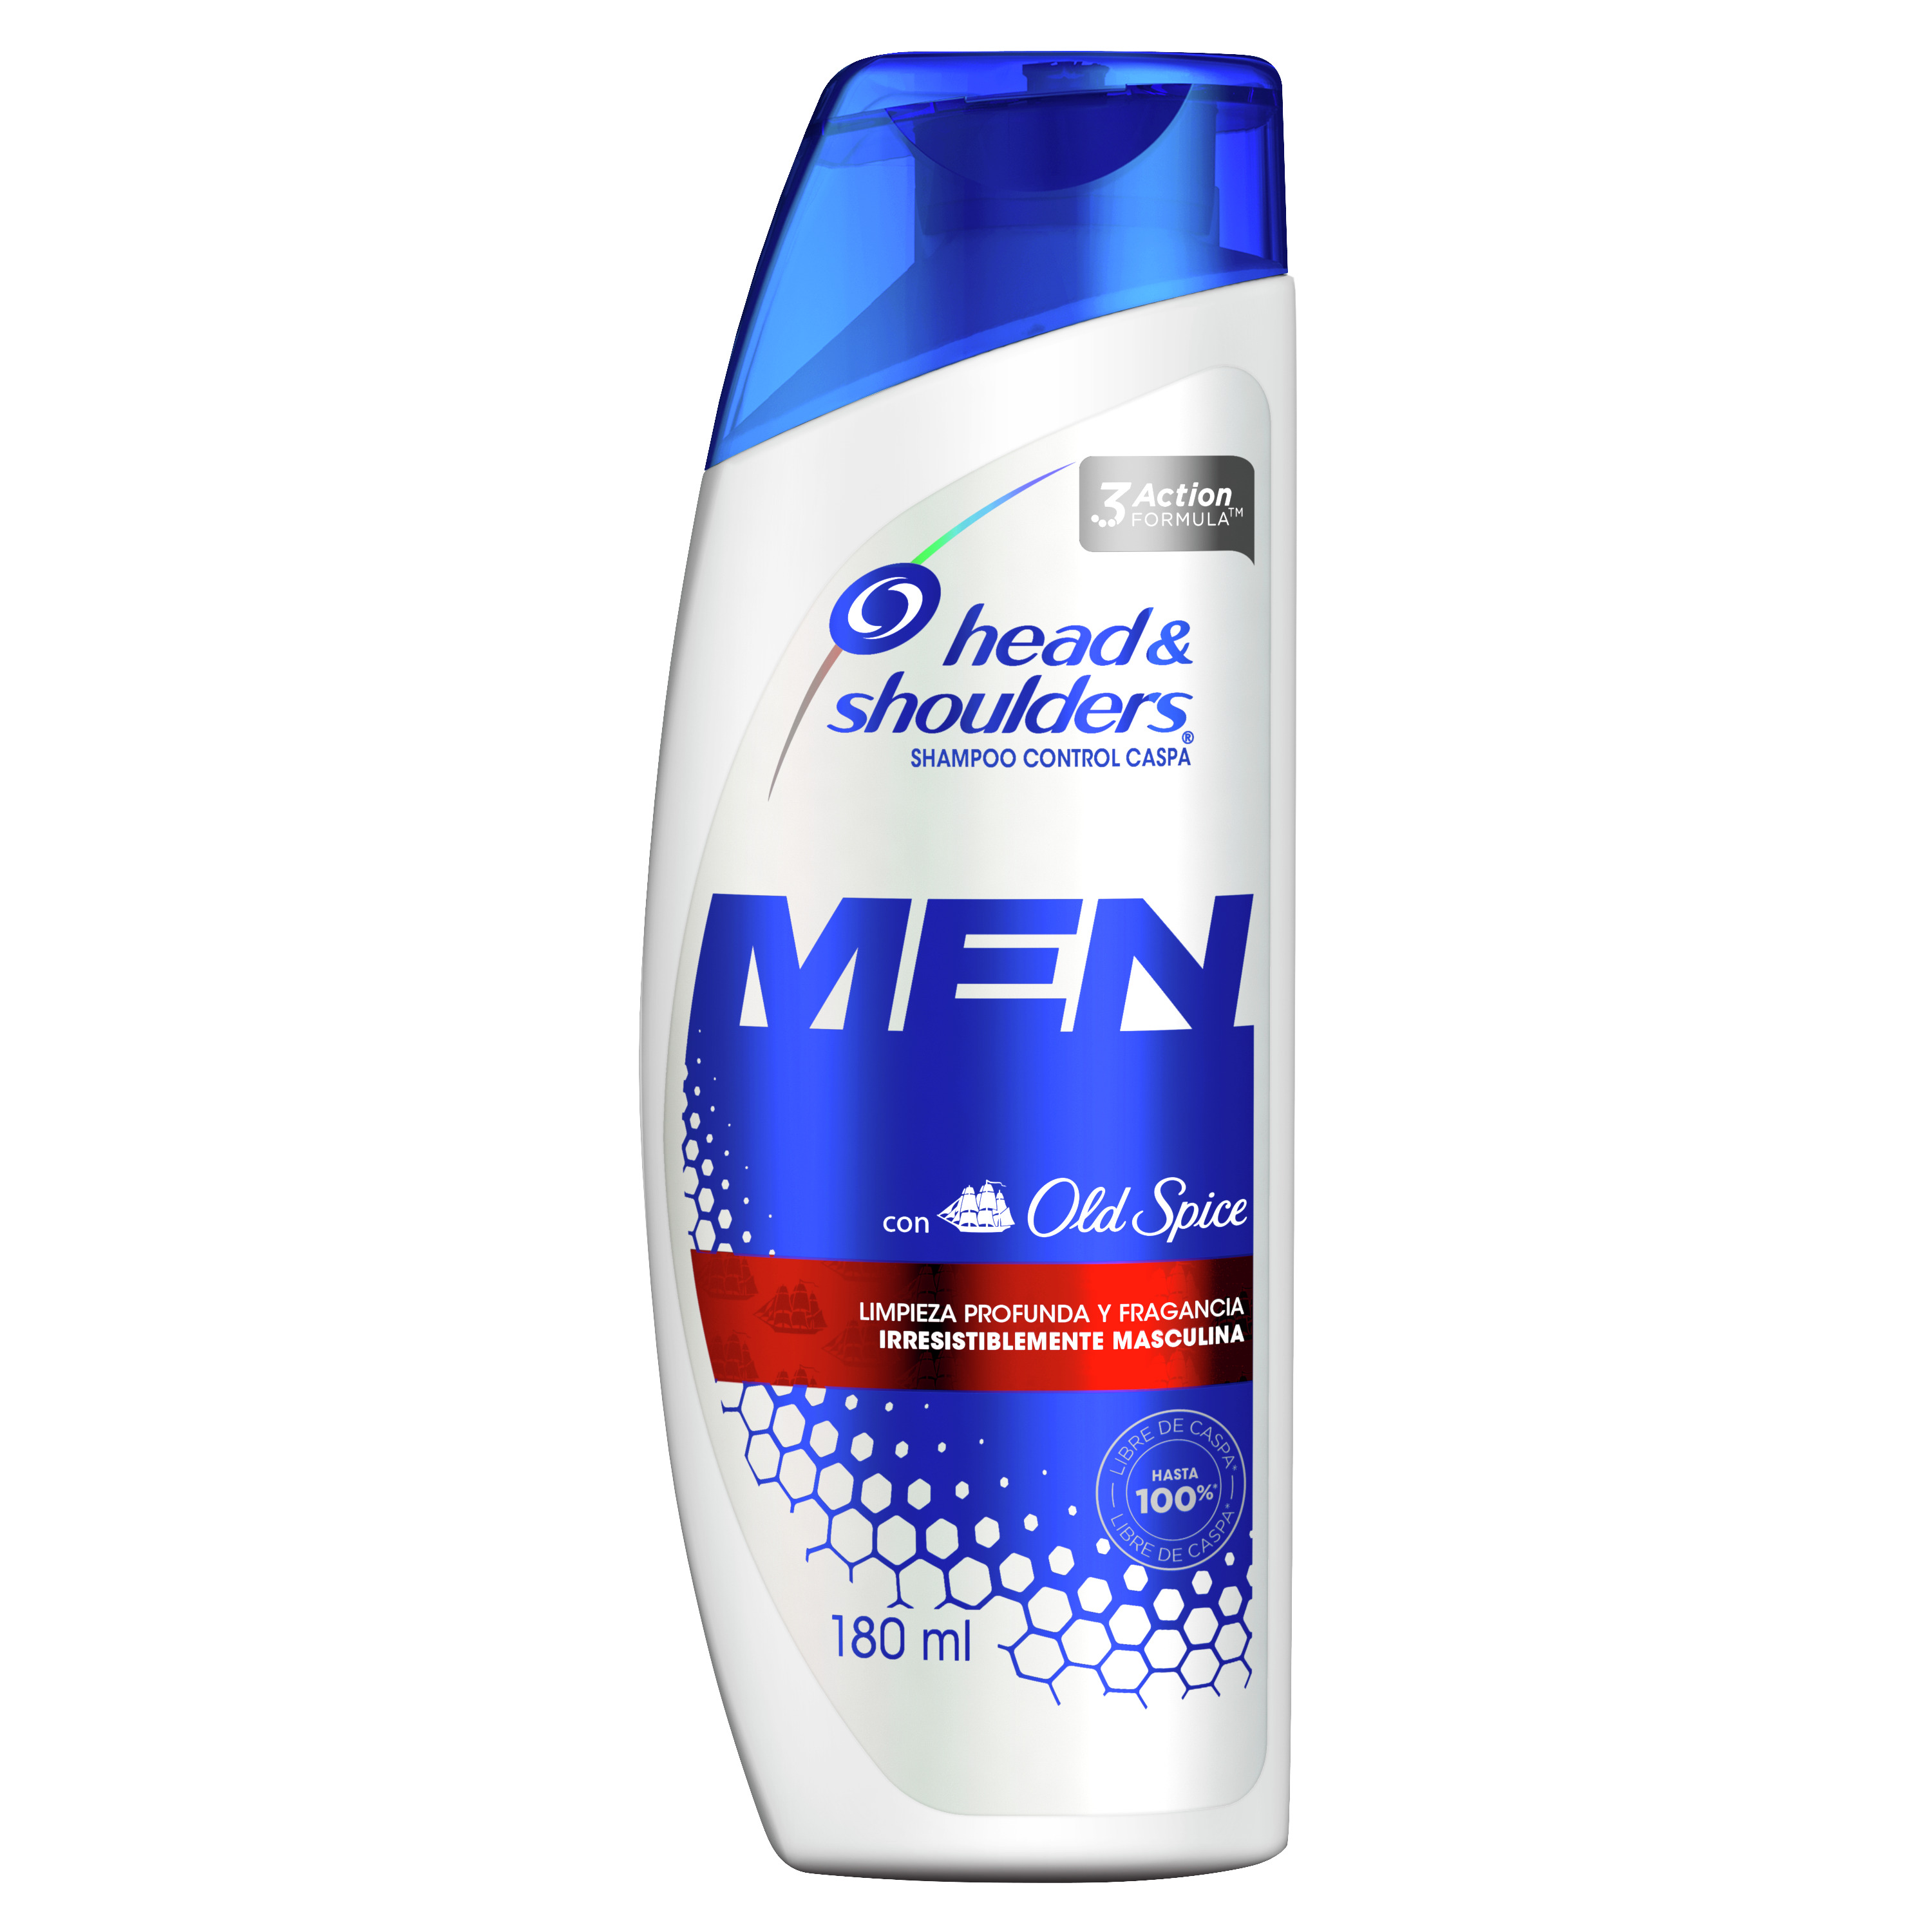 3 Action
FORMULA™
head &
shoulders®
SHAMPOO CONTROL CASPA
MEN
con Old Spice
LIMPIEZA PROFUNDA Y FRAGANCIA
IRRESISTIBLEMENTE MASCULINA
LIBRE DE CASPA*
HASTA
100%*
LIBRE DE CASPA*
180 ml